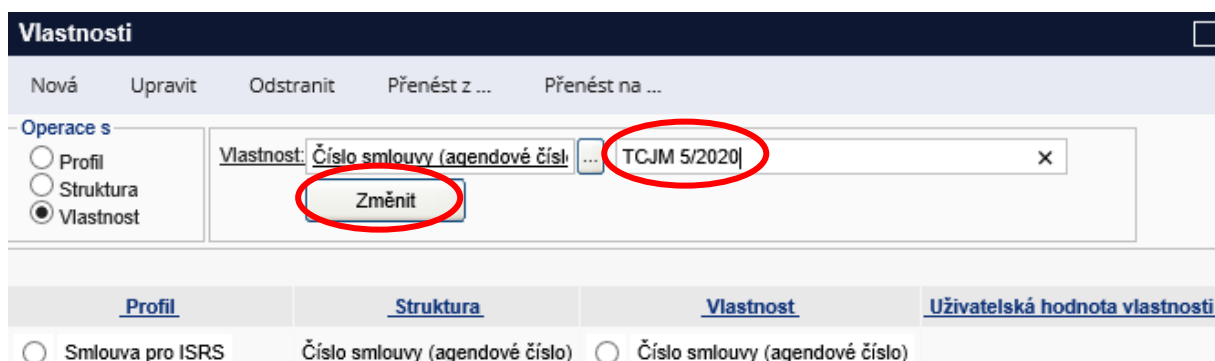 Vlastnosti
Nová Upravit Odstranit Přenést z ... Přenést na ...
Operace s
Profil
Struktura
Vlastnost
Vlastnost: Číslo smlouvy (agendové čísl ... TCJM 5/2020
Změnit
Profil Struktura Vlastnost Uživatelská hodnota vlastnosti
Smlouva pro ISRS Číslo smlouvy (agendové číslo) Číslo smlouvy (agendové číslo)